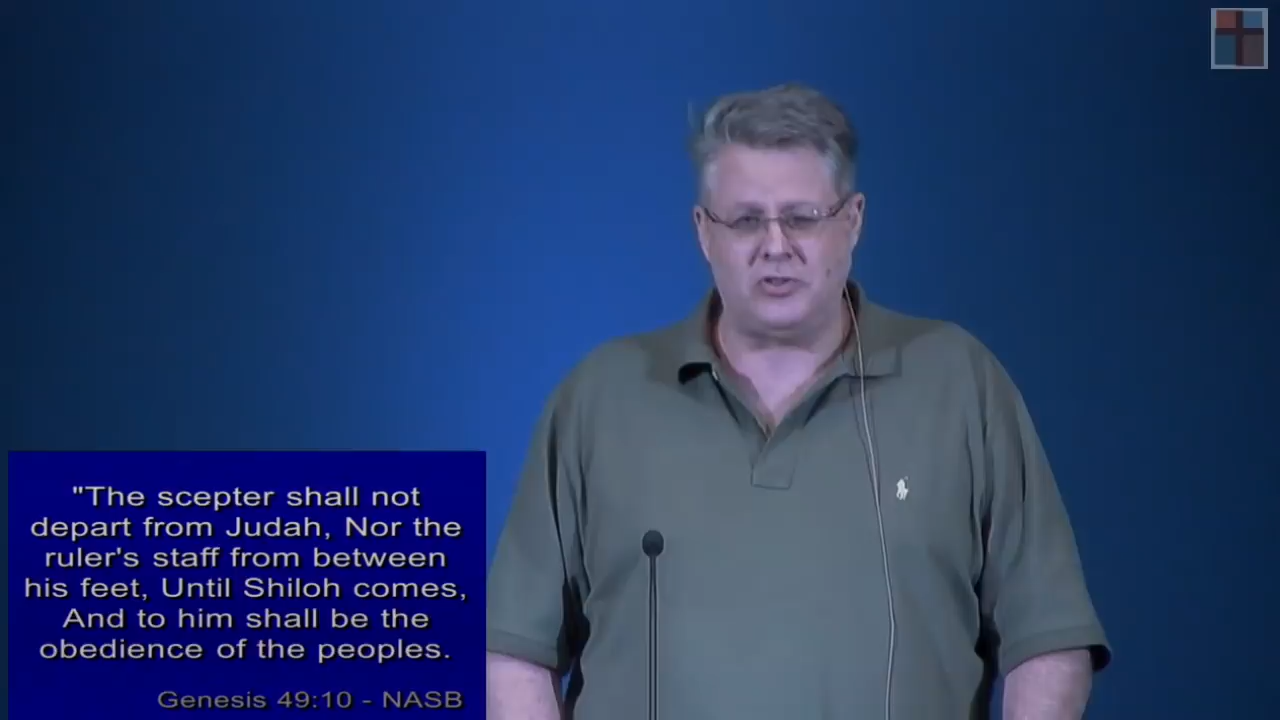 "The scepter shall not
depart from Judah, Nor the
ruler's staff from between
his feet, Until Shiloh comes,
And to him shall be the
obedience of the peoples.
Genesis 49:10 - NASB